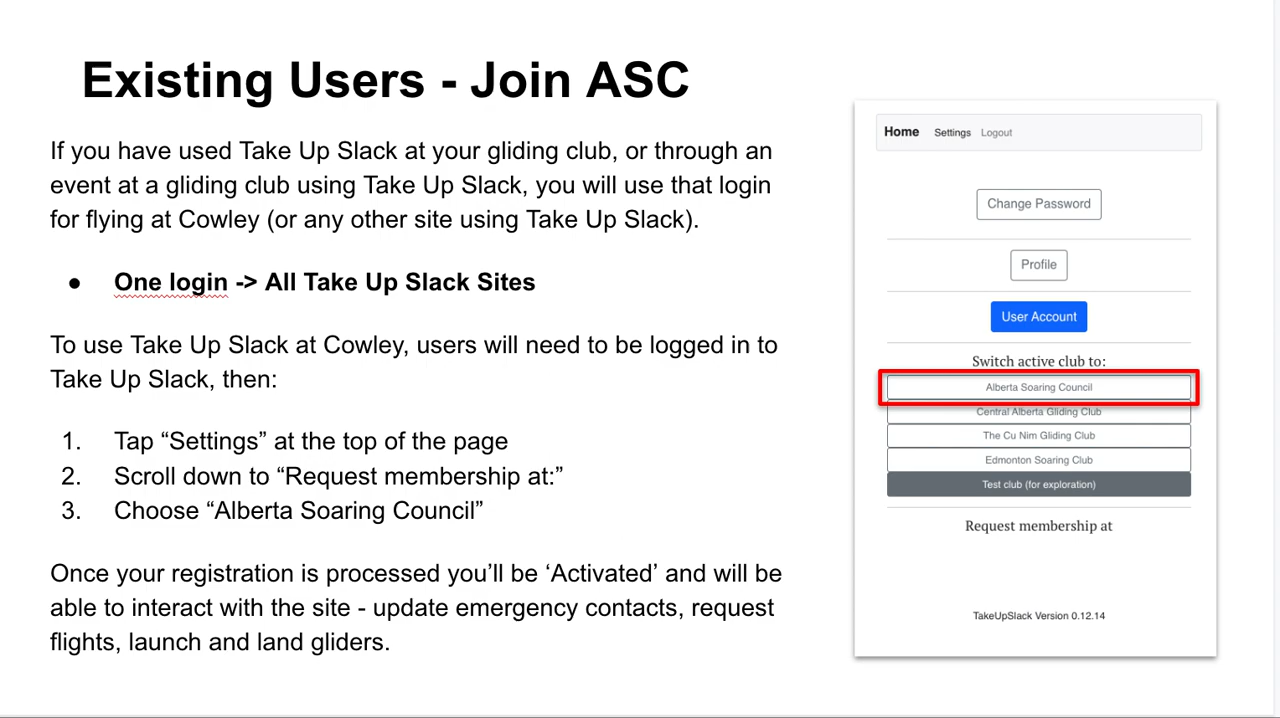 Existing Users - Join ASC
If you have used Take Up Slack at your gliding club, or through an
event at a gliding club using Take Up Slack, you will use that login
for flying at Cowley (or any other site using Take Up Slack).
● One login -> All Take Up Slack Sites
To use Take Up Slack at Cowley, users will need to be logged in to
Take Up Slack, then:
1. Tap “Settings” at the top of the page
2. Scroll down to “Request membership at:”
3. Choose “Alberta Soaring Council”
Once your registration is processed you’ll be ‘Activated’ and will be
able to interact with the site - update emergency contacts, request
flights, launch and land gliders.
Home Settings Logout
Change Password
Profile
User Account
Switch active club to:
Alberta Soaring Council
Central Alberta Gliding Club
The Cu Nim Gliding Club
Edmonton Soaring Club
Test club (for exploration)
Request membership at
TakeUpSlack Version 0.12.14